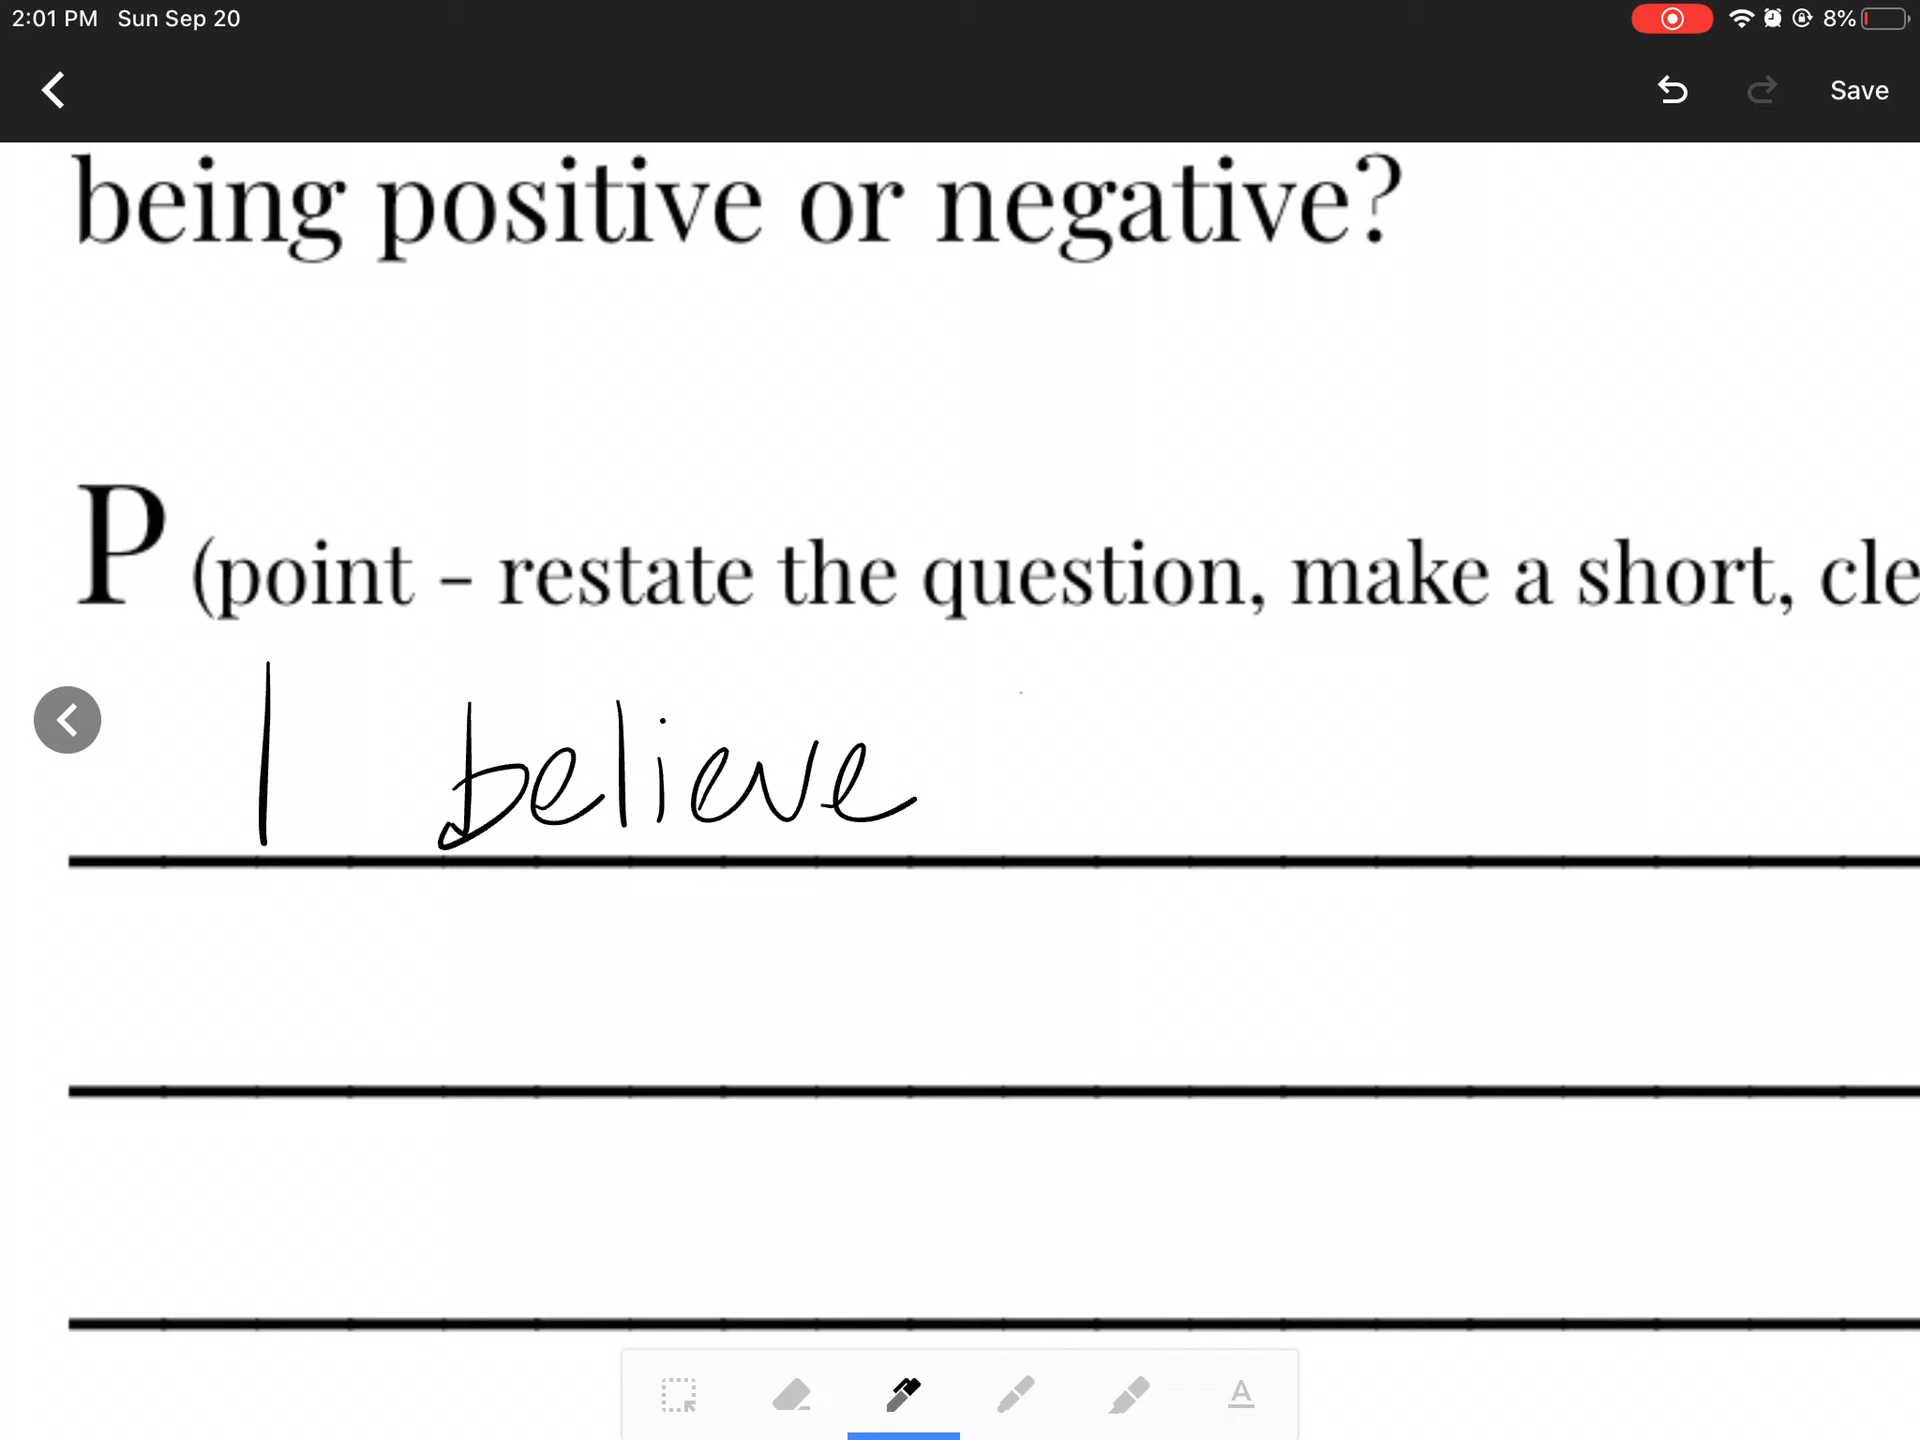 2:01 PM Sun Sep 20 8%
Save
being positive or negative?
P (point - restate the question, make a short, cle
I believe
A